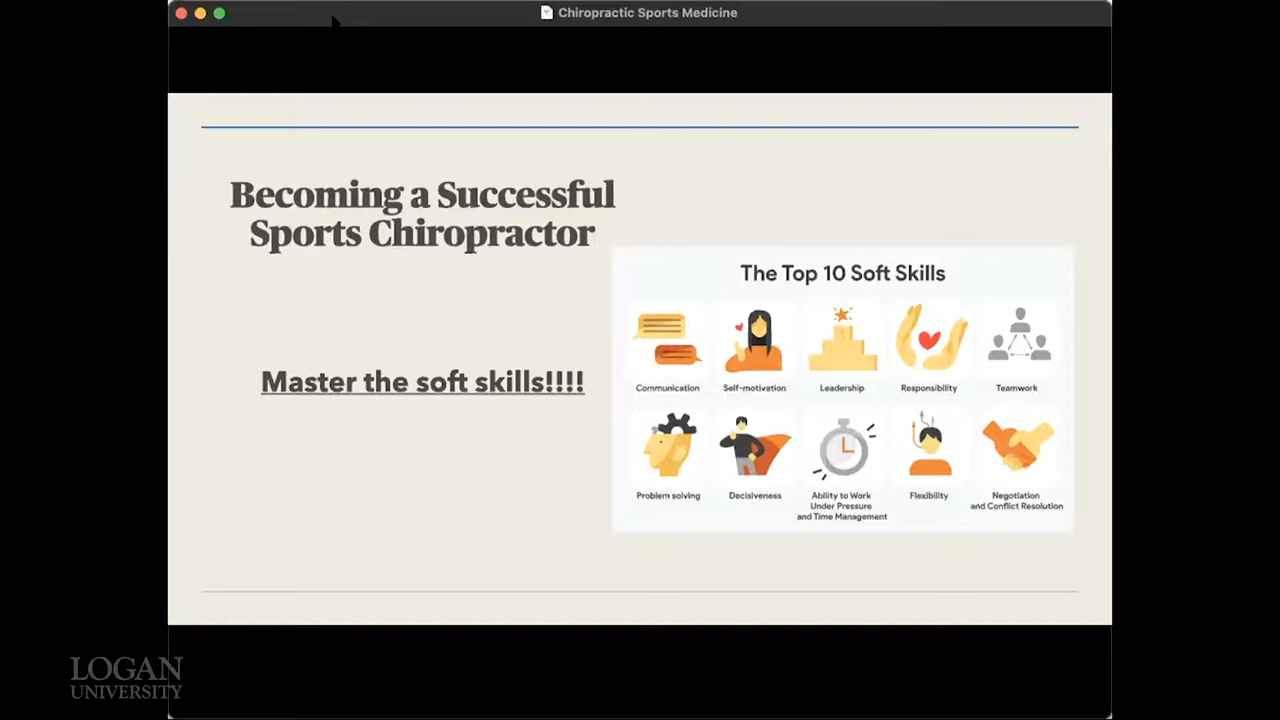 Chiropractic Sports Medicine
Becoming a Successful
Sports Chiropractor
Master the soft skills!!!!
The Top 10 Soft Skills
Communication
Self-motivation
Leadership
Responsibility
Teamwork
Problem solving
Decisiveness
Ability to Work
Under Pressure
and Time Management
Flexibility
Negotiation
and Conflict Resolution
LOGAN
UNIVERSITY